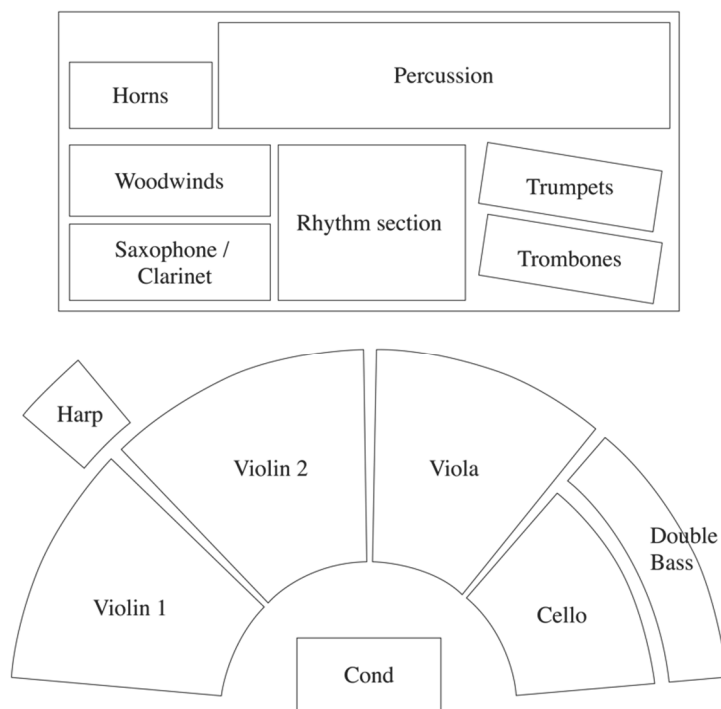 Percussion
Horns
Woodwinds
Rhythm section
Trumpets
Saxophone /
Clarinet
Trombones
Harp
Violin 2
Viola
Double
Bass
Violin 1
Cello
Cond